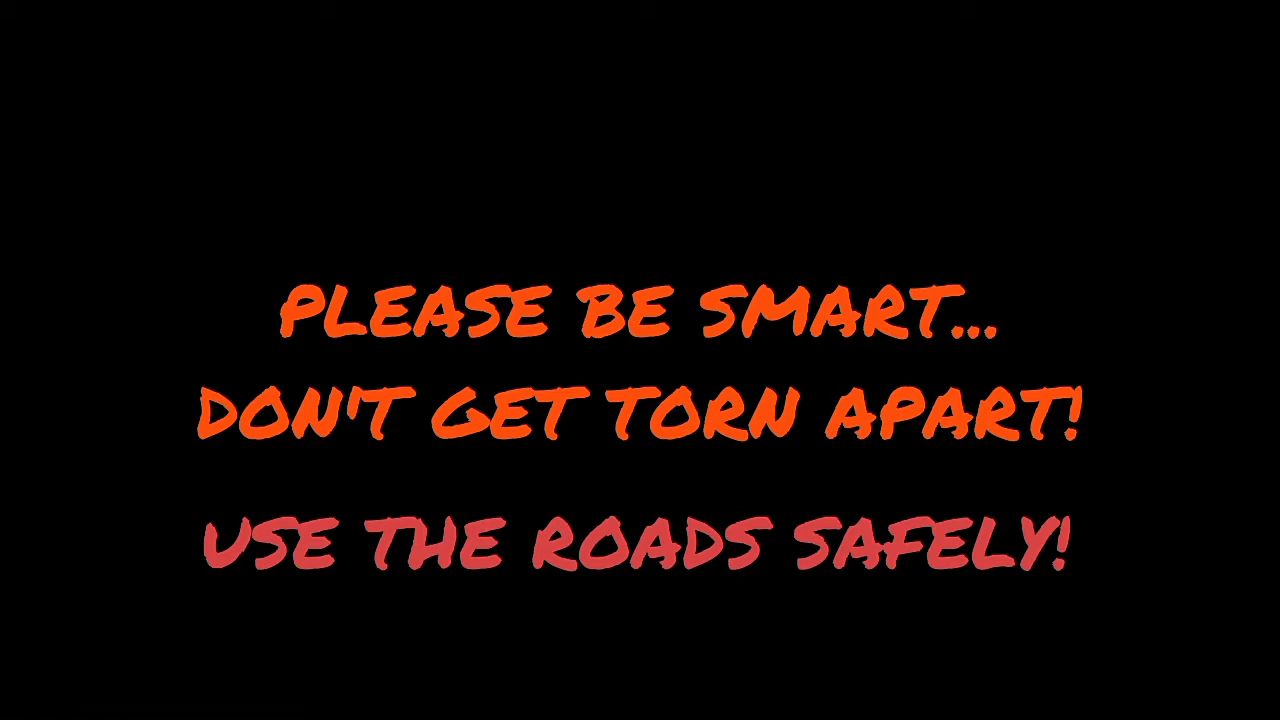 PLEASE BE SMART...
DON'T GET TORN APART!
USE THE ROADS SAFELY!